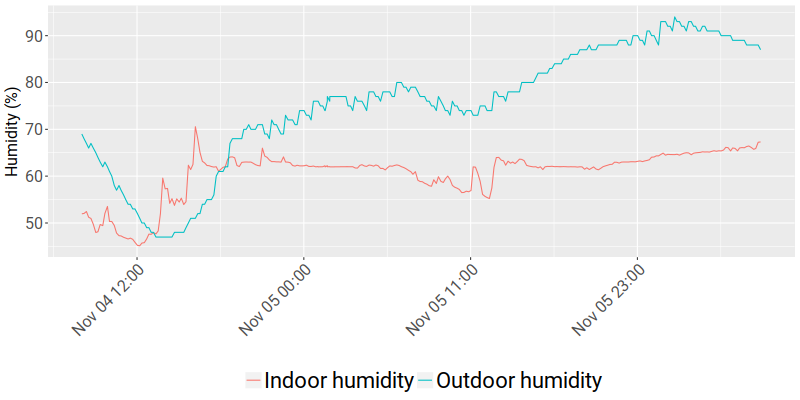 Humidity (%)
90
80
70
60
50
Nov 04 12:00
Nov 05 00:00
Nov 05 11:00
Nov 05 23:00
Indoor humidity Outdoor humidity